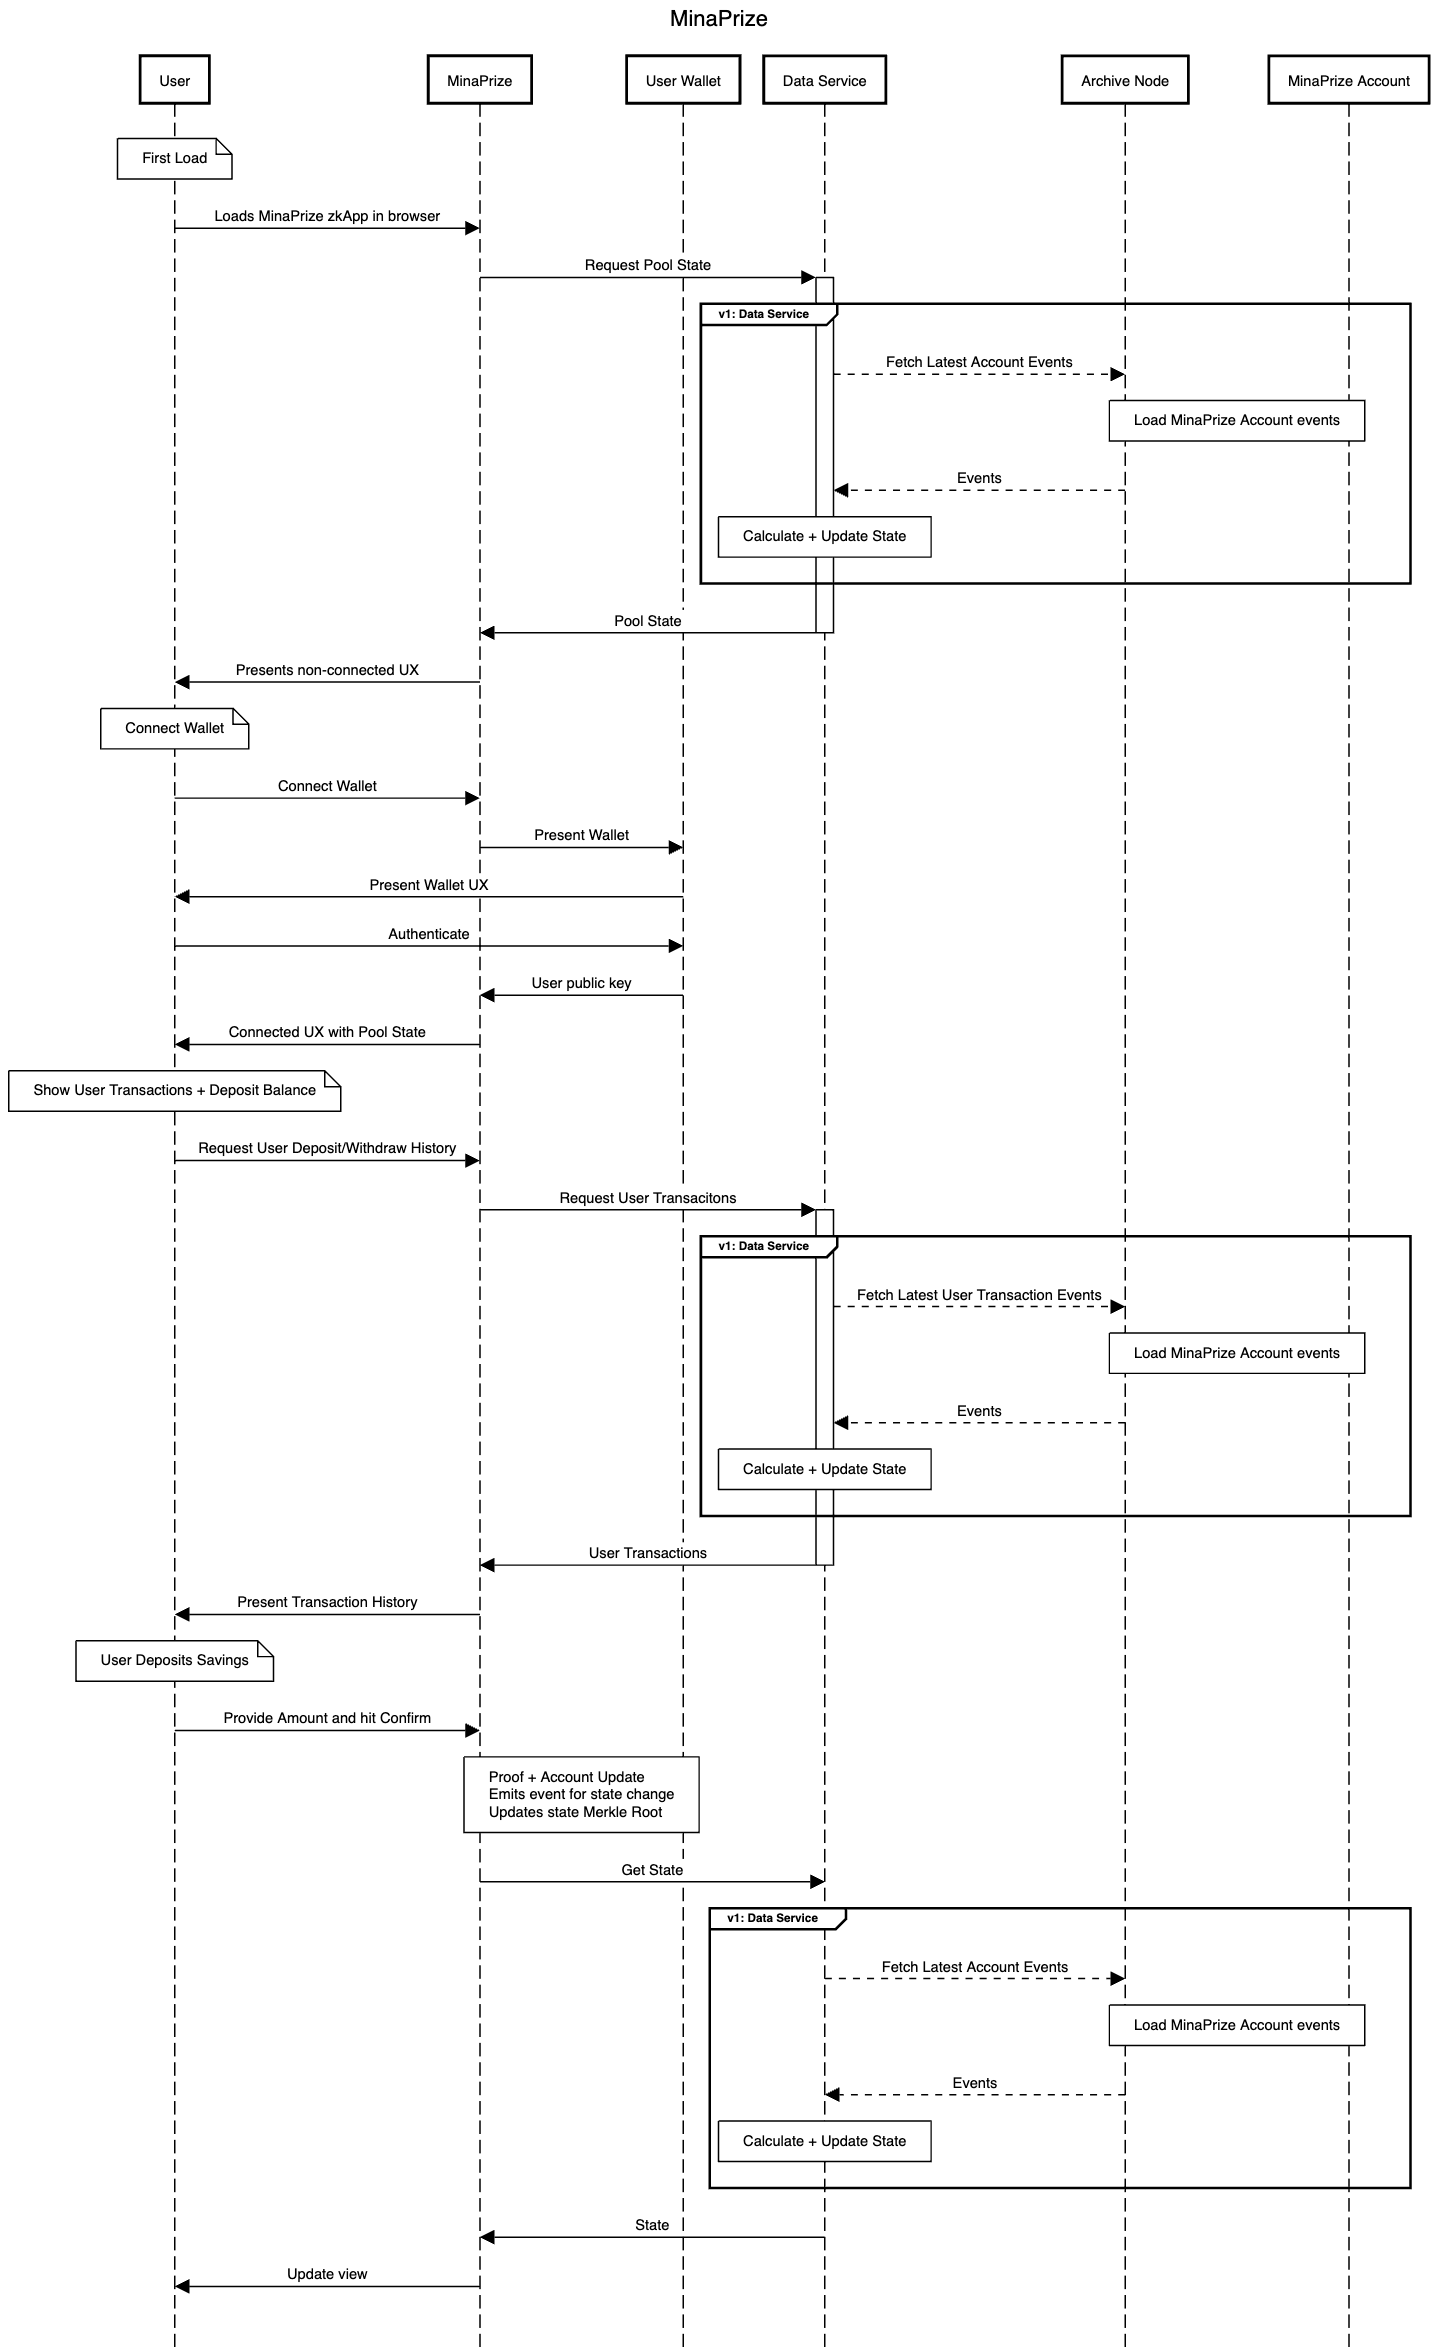 MinaPrize
User
MinaPrize
User Wallet
Data Service
Archive Node
MinaPrize Account
First Load
Loads MinaPrize zkApp in browser
Request Pool State
v1: Data Service
Fetch Latest Account Events
Load MinaPrize Account events
Events
Calculate + Update State
Pool State
Presents non-connected UX
Connect Wallet
Connect Wallet
Present Wallet
Present Wallet UX
Authenticate
User public key
Connected UX with Pool State
Show User Transactions + Deposit Balance
Request User Deposit/Withdraw History
Request User Transacitons
v1: Data Service
Fetch Latest User Transaction Events
Load MinaPrize Account events
Events
Calculate + Update State
User Transactions
Present Transaction History
User Deposits Savings
Provide Amount and hit Confirm
Proof + Account Update
Emits event for state change
Updates state Merkle Root
Get State
v1: Data Service
Fetch Latest Account Events
Load MinaPrize Account events
Events
Calculate + Update State
State
Update view